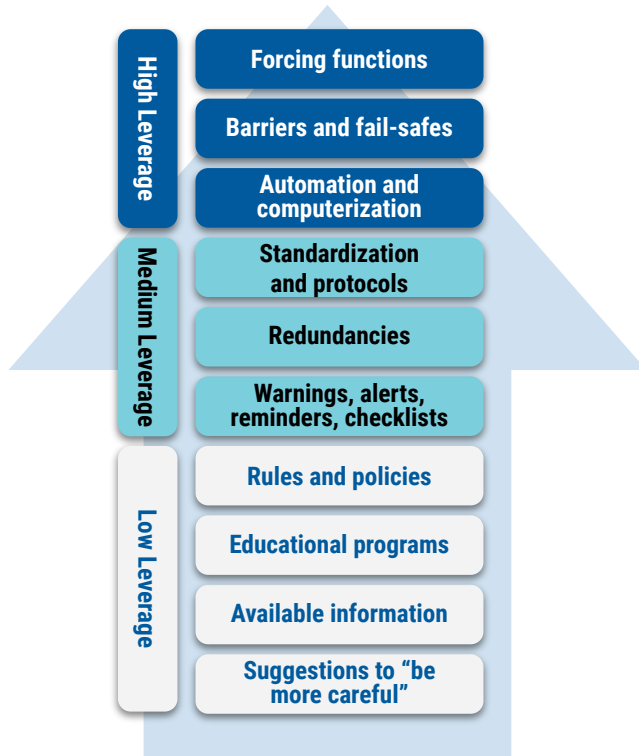 High Leverage
Forcing functions
Barriers and fail-safes
Automation and
computerization
Medium Leverage
Standardization
and protocols
Redundancies
Warnings, alerts,
reminders, checklists
Low Leverage
Rules and policies
Educational programs
Available information
Suggestions to “be
more careful”